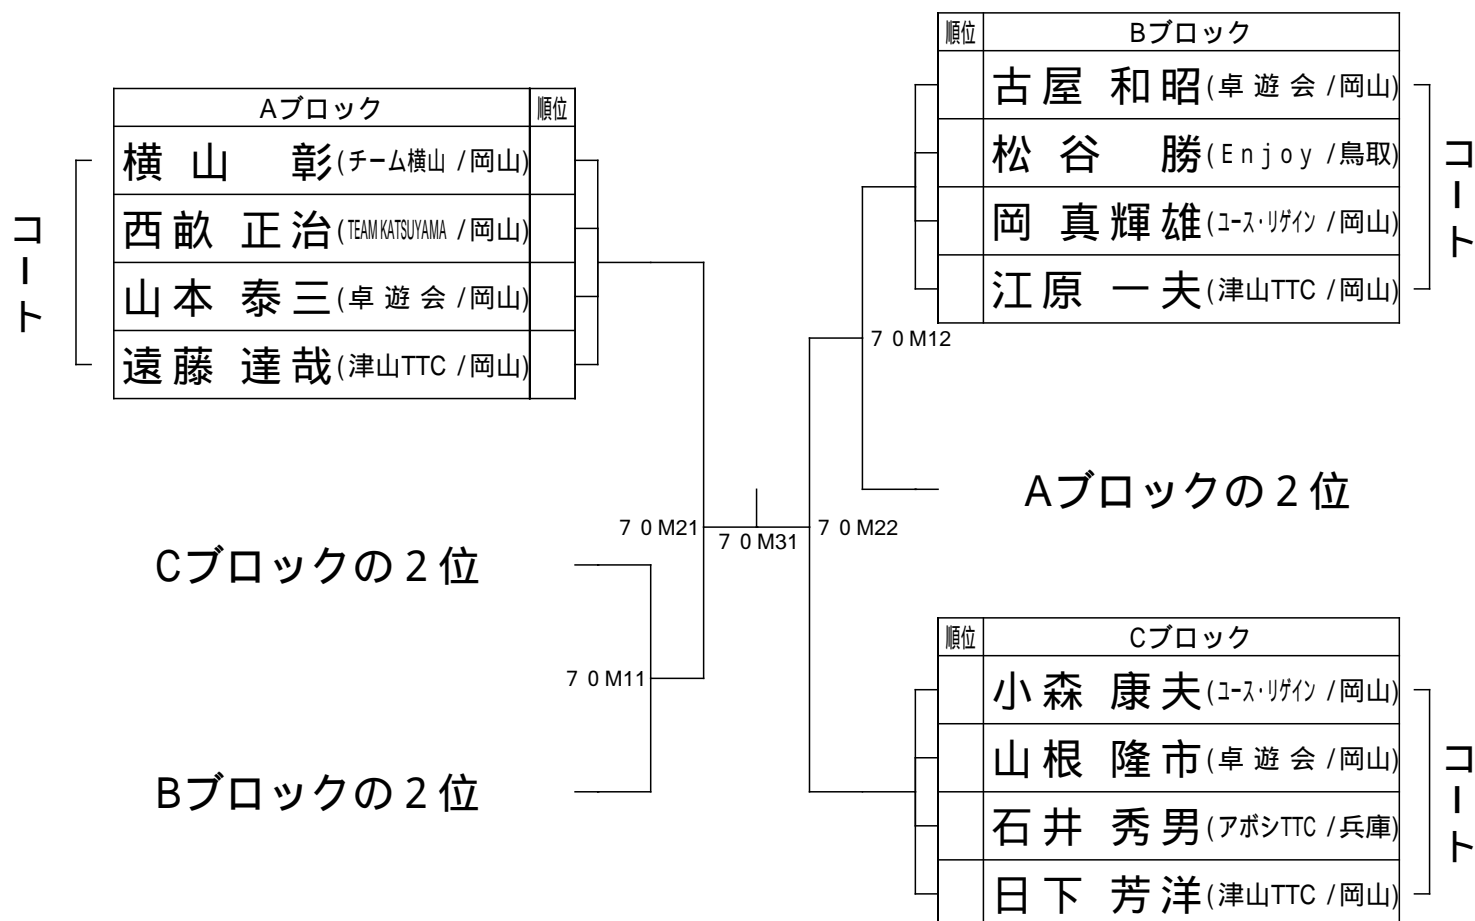 コート
Aブロック 順位
横山 彰(チーム横山 /岡山)
西畝 正治(TEAM KATSUYAMA /岡山)
山本 泰三(卓遊会 /岡山)
遠藤 達哉(津山TTC /岡山)
順位 Bブロック
古屋 和昭(卓遊会 /岡山)
松谷 勝(Enjoy /鳥取)
岡 真輝雄(ユース・リゲイン /岡山)
江原 一夫(津山TTC /岡山)
コート
70M12
Aブロックの2位
70M21
70M31
70M22
Cブロックの2位
70M11
Bブロックの2位
順位 Cブロック
小森 康夫(ユース・リゲイン /岡山)
山根 隆市(卓遊会 /岡山)
石井 秀男(アボシTTC /兵庫)
日下 芳洋(津山TTC /岡山)
コート